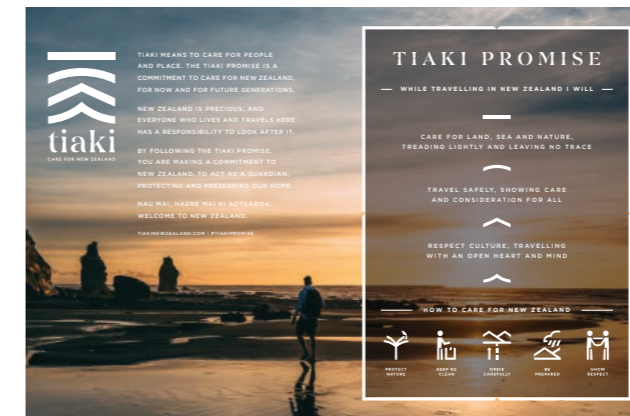 tiaki
CARE FOR NEW ZEALAND
TIAKI MEANS TO CARE FOR PEOPLE
AND PLACE. THE TIAKI PROMISE IS A
COMMITMENT TO CARE FOR NEW ZEALAND,
FOR NOW AND FOR FUTURE GENERATIONS.
NEW ZEALAND IS PRECIOUS, AND
EVERYONE WHO LIVES AND TRAVELS HERE
HAS A RESPONSIBILITY TO LOOK AFTER IT.
BY FOLLOWING THE TIAKI PROMISE,
YOU ARE MAKING A COMMITMENT TO
NEW ZEALAND. TO ACT AS A GUARDIAN,
PROTECTING AND PRESERVING OUR HOME.
NAU MAI, HAERE MAI KI AOTEAROA,
WELCOME TO NEW ZEALAND.
TIAKINEWZEALAND.COM | #TIAKIPROMISE
TIAKI PROMISE
WHILE TRAVELLING IN NEW ZEALAND I WILL
CARE FOR LAND, SEA AND NATURE,
TREADING LIGHTLY AND LEAVING NO TRACE
TRAVEL SAFELY, SHOWING CARE
AND CONSIDERATION FOR ALL
RESPECT CULTURE, TRAVELLING
WITH AN OPEN HEART AND MIND
HOW TO CARE FOR NEW ZEALAND
PROTECT
NATURE
KEEP NZ
CLEAN
DRIVE
CAREFULLY
BE
PREPARED
SHOW
RESPECT